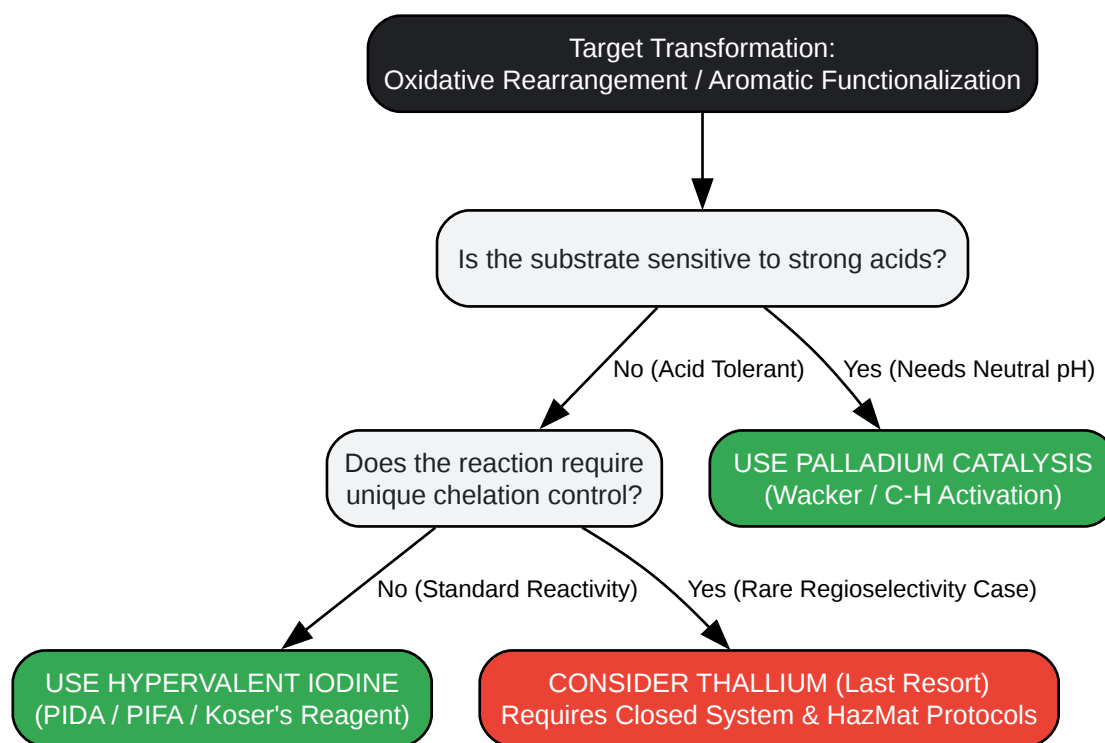 Target Transformation:
Oxidative Rearrangement / Aromatic Functionalization
Is the substrate sensitive to strong acids?
No (Acid Tolerant)
Yes (Needs Neutral pH)
Does the reaction require
unique chelation control?
USE PALLADIUM CATALYSIS
(Wacker / C-H Activation)
No (Standard Reactivity)
Yes (Rare Regioselectivity Case)
USE HYPERVALENT IODINE
(PIDA / PIFA / Koser's Reagent)
CONSIDER THALLIUM (Last Resort)
Requires Closed System & HazMat Protocols